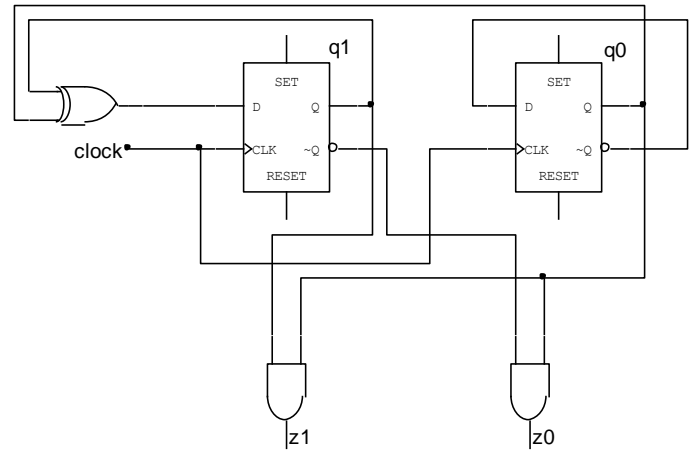 q1
q0
SET
SET
D Q
D Q
clock
CLK ~Q
CLK ~Q
RESET
RESET
z1
z0